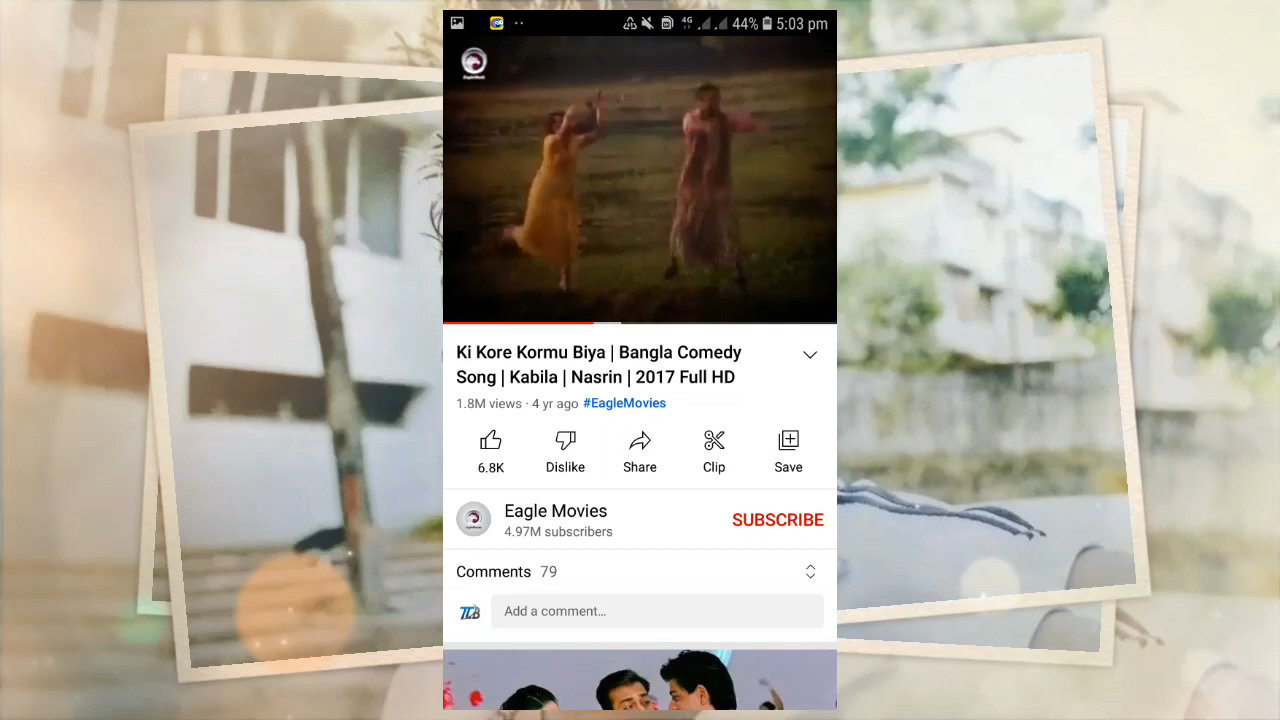 4G 44% 5:03 pm
Ki Kore Kormu Biya | Bangla Comedy
Song | Kabila | Nasrin | 2017 Full HD
1.8M views · 4 yr ago #EagleMovies
6.8K Dislike Share Clip Save
Eagle Movies
4.97M subscribers
SUBSCRIBE
Comments 79
TCB
Add a comment...